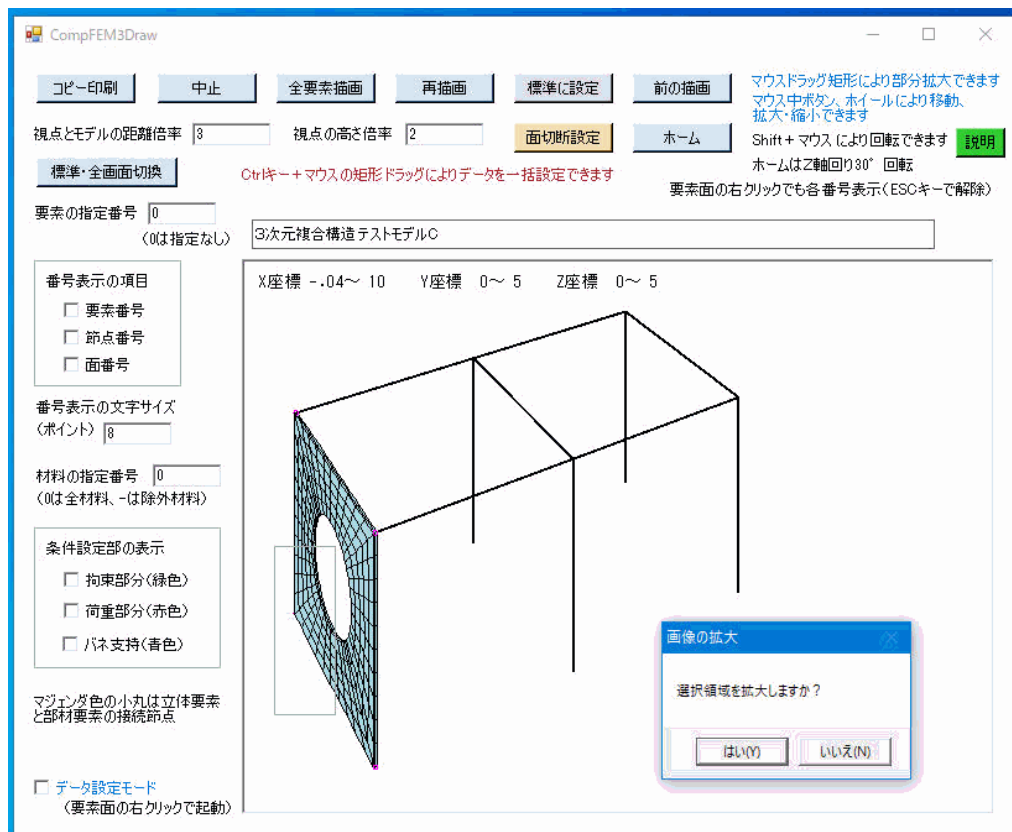 CompFEM3Draw
コピー印刷 中止 全要素描画 再描画 標準に設定 前の描画
マウスドラッグ矩形により部分拡大できます
マウス中ボタン、ホイールにより移動、
拡大・縮小できます
視点とモデルの距離倍率 3 視点の高さ倍率 2 面切断設定 ホーム
Shift+マウス により回転できます 説明
ホームはZ軸回り30° 回転
標準・全画面切換
Ctrlキー+マウスの矩形ドラッグによりデータを一括設定できます
要素面の右クリックでも各番号表示(ESCキーで解除)
要素の指定番号 0
(0は指定なし)
3次元複合構造テストモデルC
番号表示の項目
要素番号
節点番号
面番号
X座標 -.04~ 10 Y座標 0~ 5 Z座標 0~ 5
番号表示の文字サイズ
(ポイント) 8
材料の指定番号 0
(0は全材料、-は除外材料)
条件設定部の表示
拘束部分(緑色)
荷重部分(赤色)
バネ支持(青色)
マジェンダ色の小丸は立体要素
と部材要素の接続節点
データ設定モード
(要素面の右クリックで起動)
画像の拡大
選択領域を拡大しますか?
はい(Y) いいえ(N)